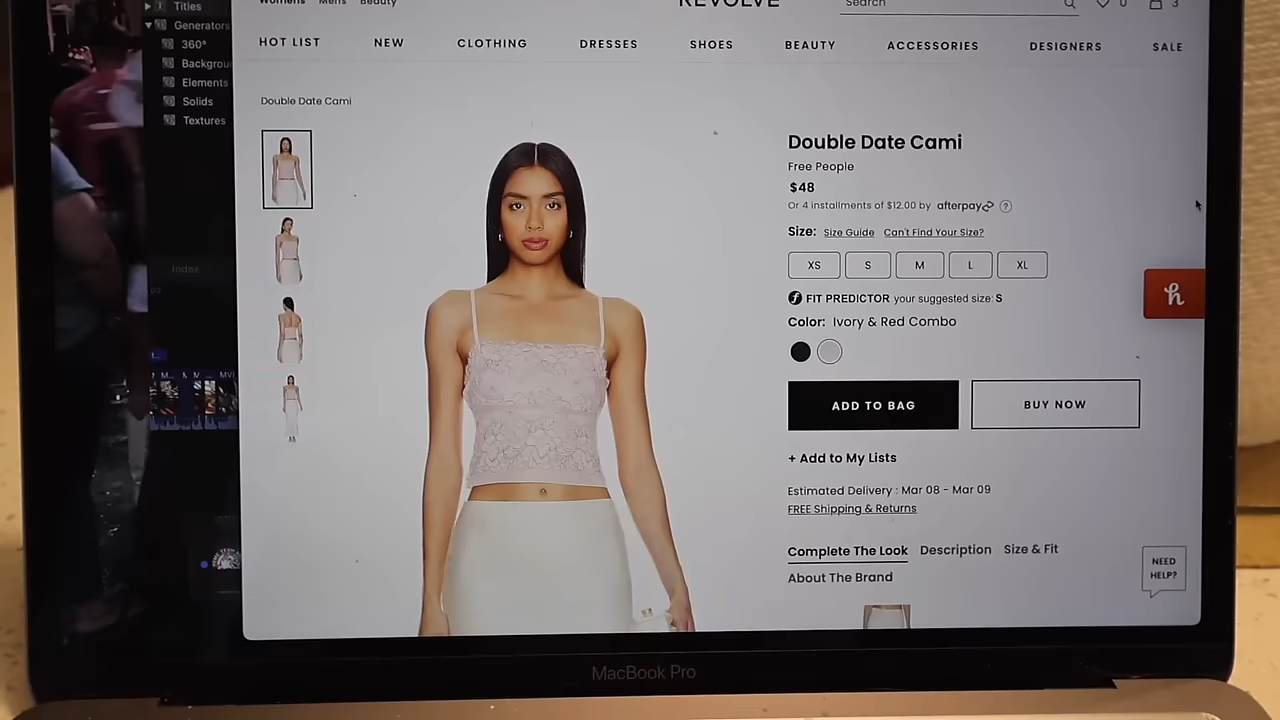 Titles
Generators
360°
Elements
Solids
Textures
Index
Womens Mens Beauty
REVOLVE
Search
0
3
HOT LIST NEW CLOTHING DRESSES SHOES BEAUTY ACCESSORIES DESIGNERS SALE
Double Date Cami
Double Date Cami
Free People
$48
Or 4 installments of $12.00 by afterpay ?
Size: Size Guide Can't Find Your Size?
XS S M L XL
FIT PREDICTOR your suggested size: S
Color: Ivory & Red Combo
ADD TO BAG BUY NOW
+ Add to My Lists
Estimated Delivery : Mar 08 - Mar 09
FREE Shipping & Returns
Complete The Look Description Size & Fit
About The Brand
h
NEED
HELP?
MacBook Pro